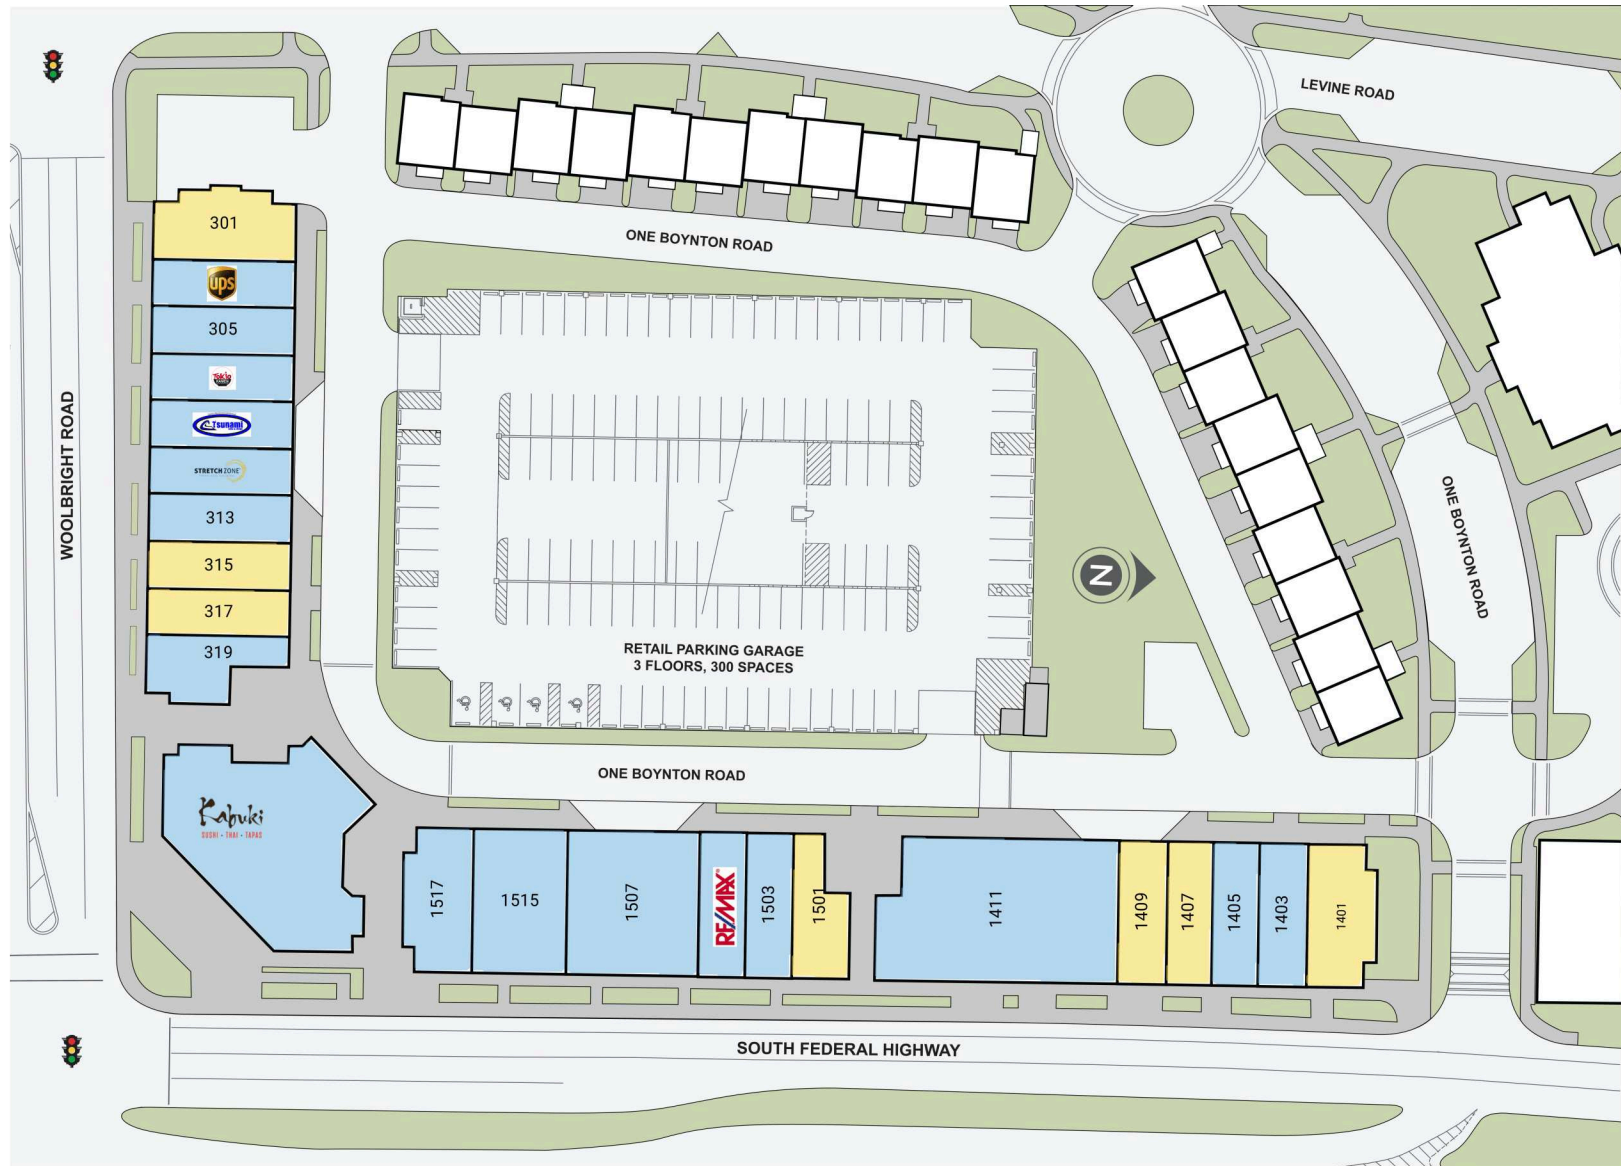 LEVINE ROAD
ONE BOYNTON ROAD
301
ups
305
Tokio
Tsunami
STRETCH ZONE
313
315
317
319
WOOLBRIGHT ROAD
ONE BOYNTON ROAD
N
RETAIL PARKING GARAGE
3 FLOORS, 300 SPACES
ONE BOYNTON ROAD
Kabuki
SUSHI • THAI • TAPAS
1517
1515
1507
RE/MAX
1503
1501
1411
1409
1407
1405
1403
1401
SOUTH FEDERAL HIGHWAY